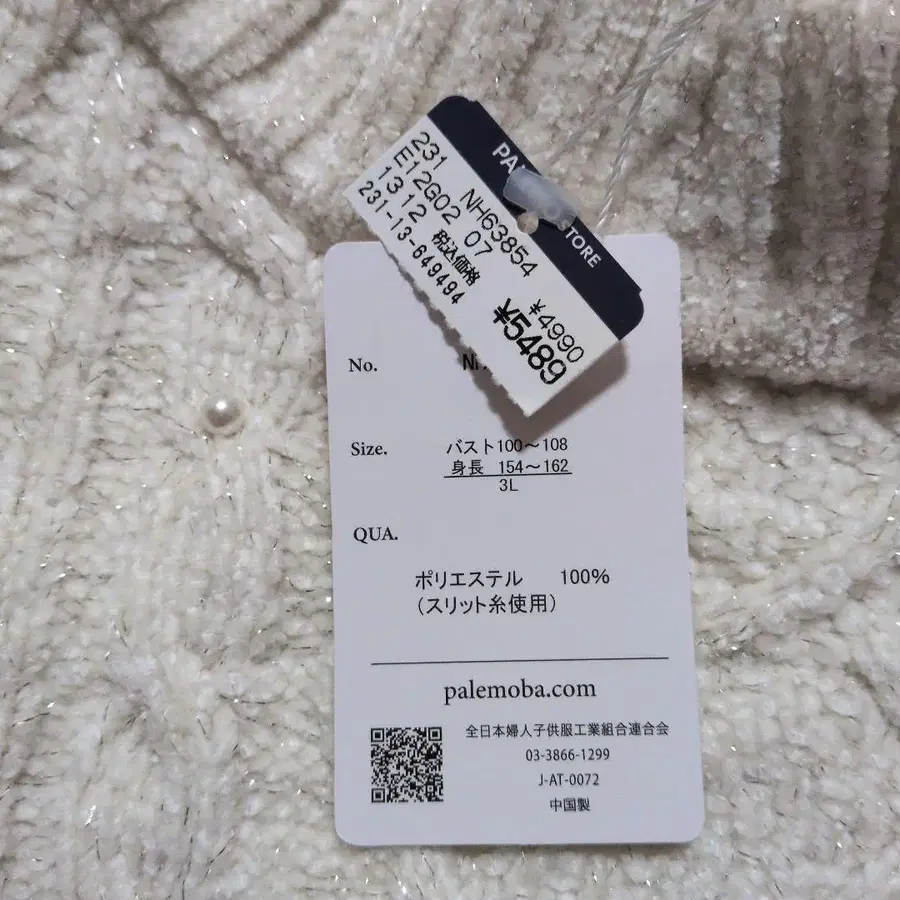 TORE
231 NH63854
E12G02 07
13 12 税込価格
231-13-649494
¥4990
¥5489
No.
Size. バスト100～108
身長 154～162
3L
QUA.
ポリエステル 100%
（スリット糸使用）
palemoba.com
全日本婦人子供服工業組合連合会
03-3866-1299
J-AT-0072
中国製